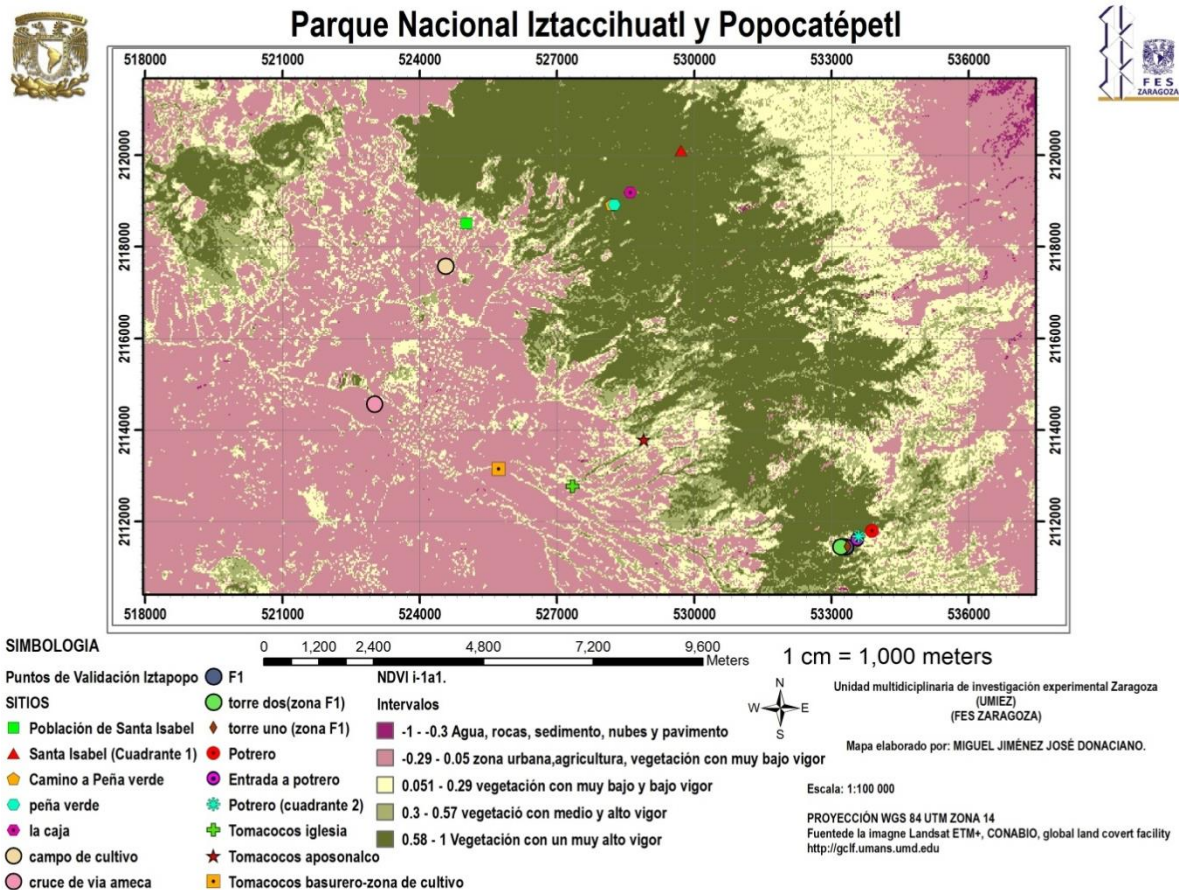 Parque Nacional Iztaccihuatl y Popocatépetl
FES
ZARAGOZA
518000 521000 524000 527000 530000 533000 536000
2120000 2120000
2118000 2118000
2116000 2116000
2114000 2114000
2112000 2112000
518000 521000 524000 527000 530000 533000 536000
SIMBOLOGIA
Puntos de Validación Iztapopo
SITIOS
Población de Santa Isabel
Santa Isabel (Cuadrante 1)
Camino a Peña verde
peña verde
la caja
campo de cultivo
cruce de via ameca
F1
torre dos(zona F1)
torre uno (zona F1)
Potrero
Entrada a potrero
Potrero (cuadrante 2)
Tomacocos iglesia
Tomacocos aposonalco
Tomacocos basurero-zona de cultivo
0 1,200 2,400 4,800 7,200 9,600
Meters
NDVI i-1a1.
Intervalos
-1 - -0.3 Agua, rocas, sedimento, nubes y pavimento
-0.29 - 0.05 zona urbana,agricultura, vegetación con muy bajo vigor
0.051 - 0.29 vegetación con muy bajo y bajo vigor
0.3 - 0.57 vegetació con medio y alto vigor
0.58 - 1 Vegetación con un muy alto vigor
1 cm = 1,000 meters
N
W E
S
Unidad multidiciplinaria de investigación experimental Zaragoza
(UMIEZ)
(FES ZARAGOZA)
Mapa elaborado por: MIGUEL JIMÉNEZ JOSÉ DONACIANO.
Escala: 1:100 000
PROYECCIÓN WGS 84 UTM ZONA 14
Fuentede la imagne Landsat ETM+, CONABIO, global land covert facility
http://gclf.umans.umd.edu